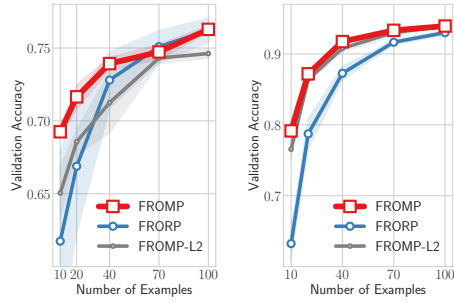 Validation Accuracy
0.75
0.70
0.65
FROMP
FRORP
FROMP-L2
10 20 40 70 100
Number of Examples
Validation Accuracy
0.9
0.8
0.7
FROMP
FRORP
FROMP-L2
10 40 70 100
Number of Examples